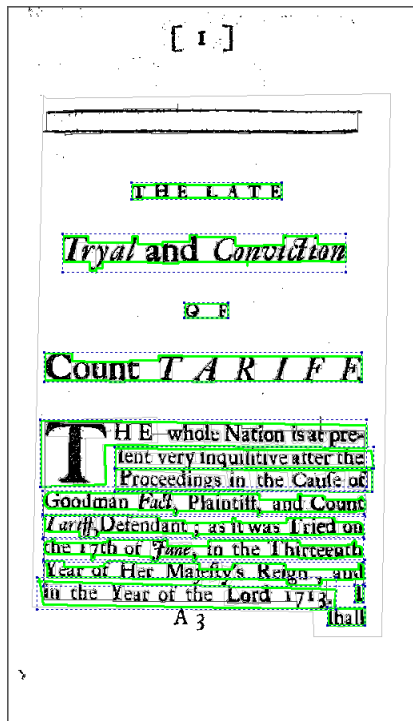 [ 1 ]
THE LATE
Tryal and Conviction
OF
Count TARIFF.
THE whole Nation is at pre-
sent very inquisitive after the
Proceedings in the Cause of
Goodman Fact, Plaintiff, and Count
Tariff, Defendant; as it was Tried on
the 17th of June, in the Thirteenth
Year of Her Majesty's Reign, and
in the Year of the Lord 1713. I
shall
A 3